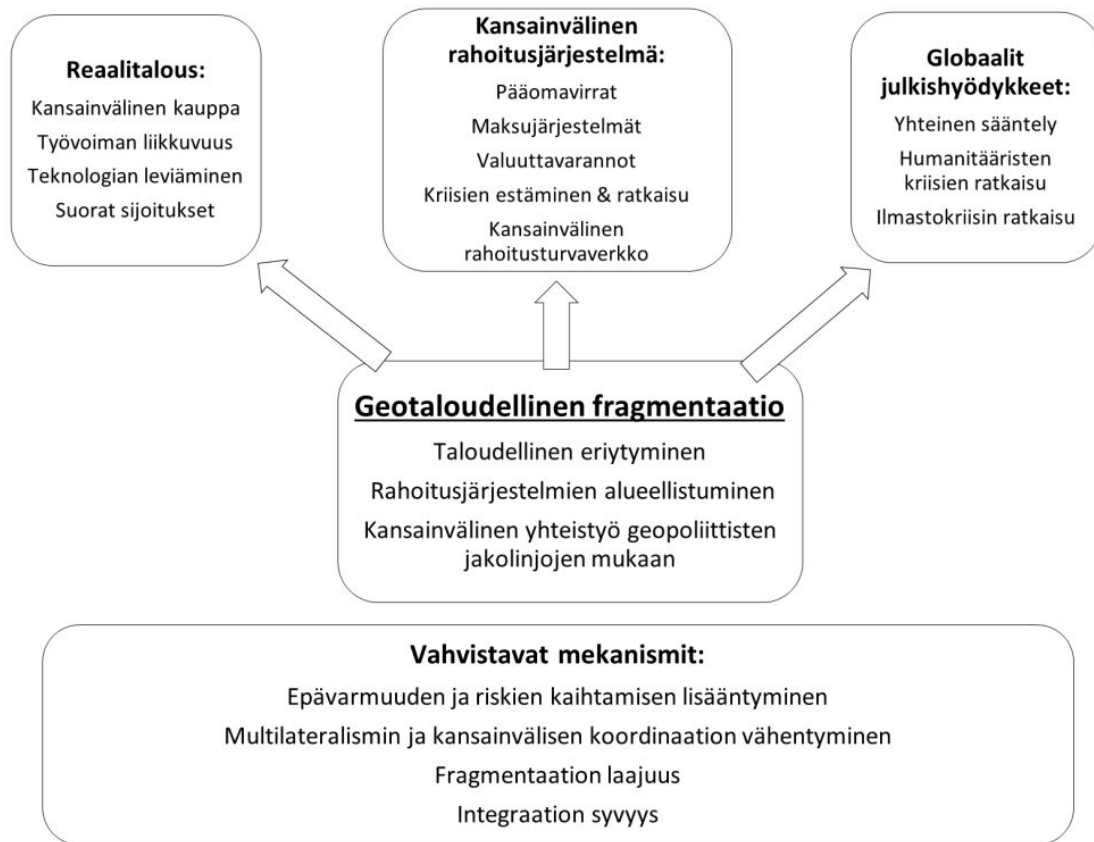 Reaalitalous:
Kansainvälinen kauppa
Työvoiman liikkuvuus
Teknologian leviäminen
Suorat sijoitukset
Kansainvälinen
rahoitusjärjestelmä:
Pääomavirrat
Maksujärjestelmät
Valuuttavarannot
Kriisien estäminen & ratkaisu
Kansainvälinen
rahoitusturvaverkko
Globaalit
julkishyödykkeet:
Yhteinen sääntely
Humanitääristen
kriisien ratkaisu
Ilmastokriisin ratkaisu
Geotaloudellinen fragmentaatio
Taloudellinen eriytyminen
Rahoitusjärjestelmien alueellistuminen
Kansainvälinen yhteistyö geopoliittisten
jakolinjojen mukaan
Vahvistavat mekanismit:
Epävarmuuden ja riskien kaihtamisen lisääntyminen
Multilateralismin ja kansainvälisen koordinaation vähentyminen
Fragmentaation laajuus
Integraation syvyys